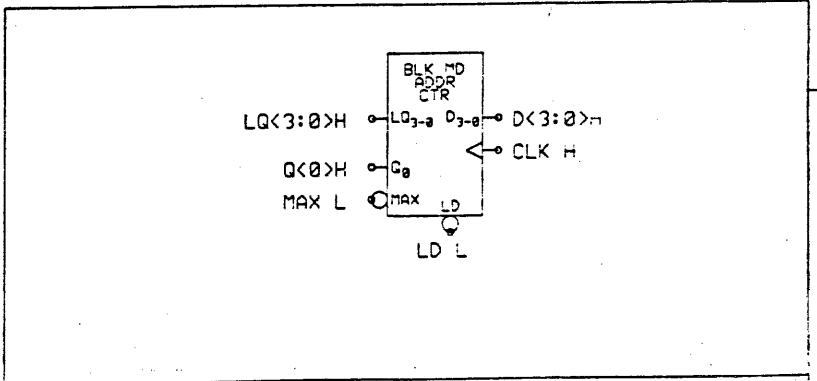 BLK MD
ADDR
CTR
LQ<3:0>H LQ3-0 D3-0 D<3:0>H
CLK H
Q<0>H Q0
MAX L MAX LD
LD L